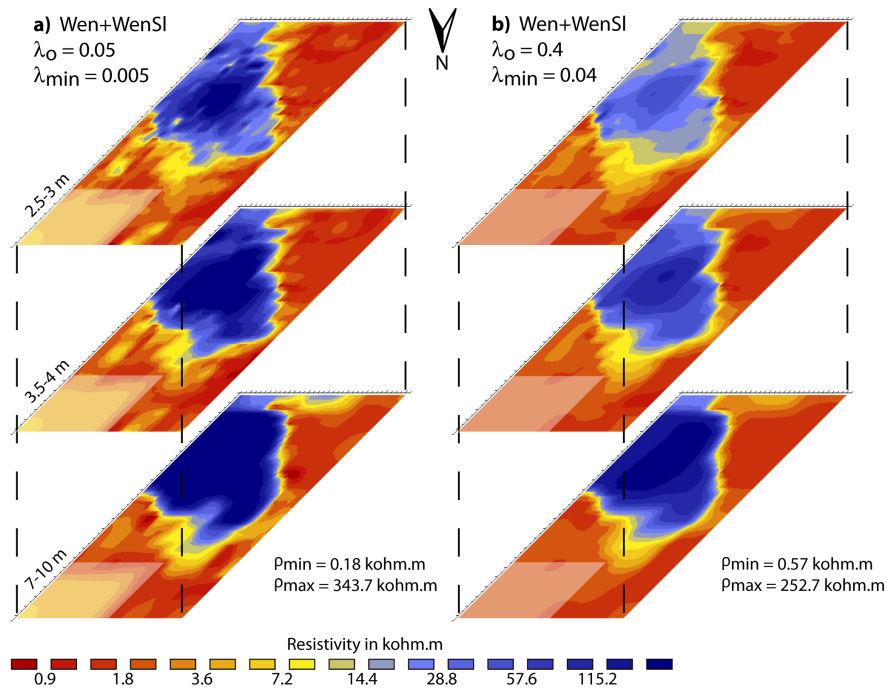 a) Wen+WenSl
λo = 0.05
λmin = 0.005
N
b) Wen+WenSl
λo = 0.4
λmin = 0.04
2.5-3 m
3.5-4 m
7-10 m
ρmin = 0.18 kohm.m
ρmax = 343.7 kohm.m
ρmin = 0.57 kohm.m
ρmax = 252.7 kohm.m
Resistivity in kohm.m
0.9 1.8 3.6 7.2 14.4 28.8 57.6 115.2